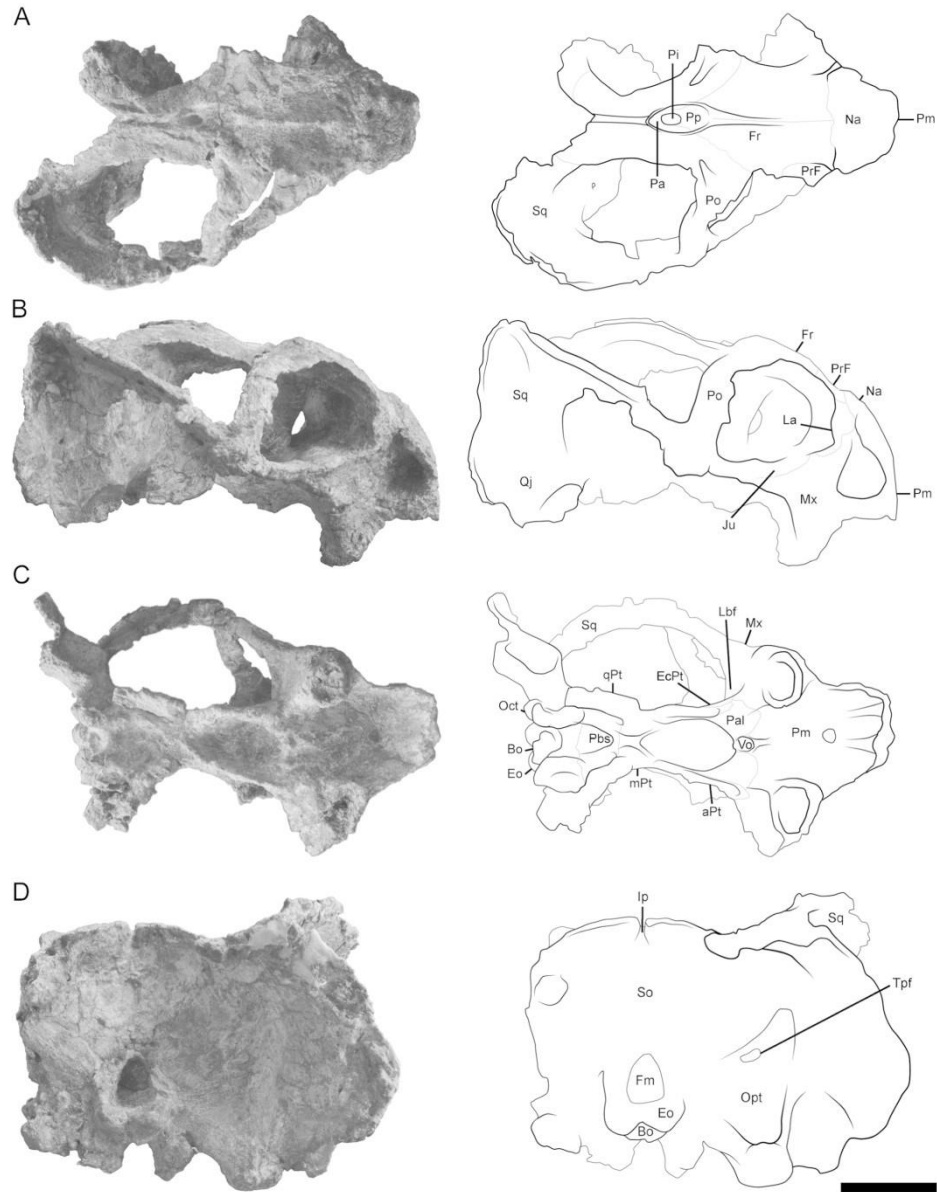 A
Pi
Pp
Na
Pm
Fr
PrF
Pa
Po
Sq
B
Fr
PrF
Na
Po
Sq
La
Qj
Mx
Pm
Ju
C
Lbf
Mx
Sq
qPt
EcPt
Oct
Pal
Pbs
Vo
Pm
Bo
Eo
mPt
aPt
D
Ip
Sq
So
Tpf
Fm
Opt
Eo
Bo